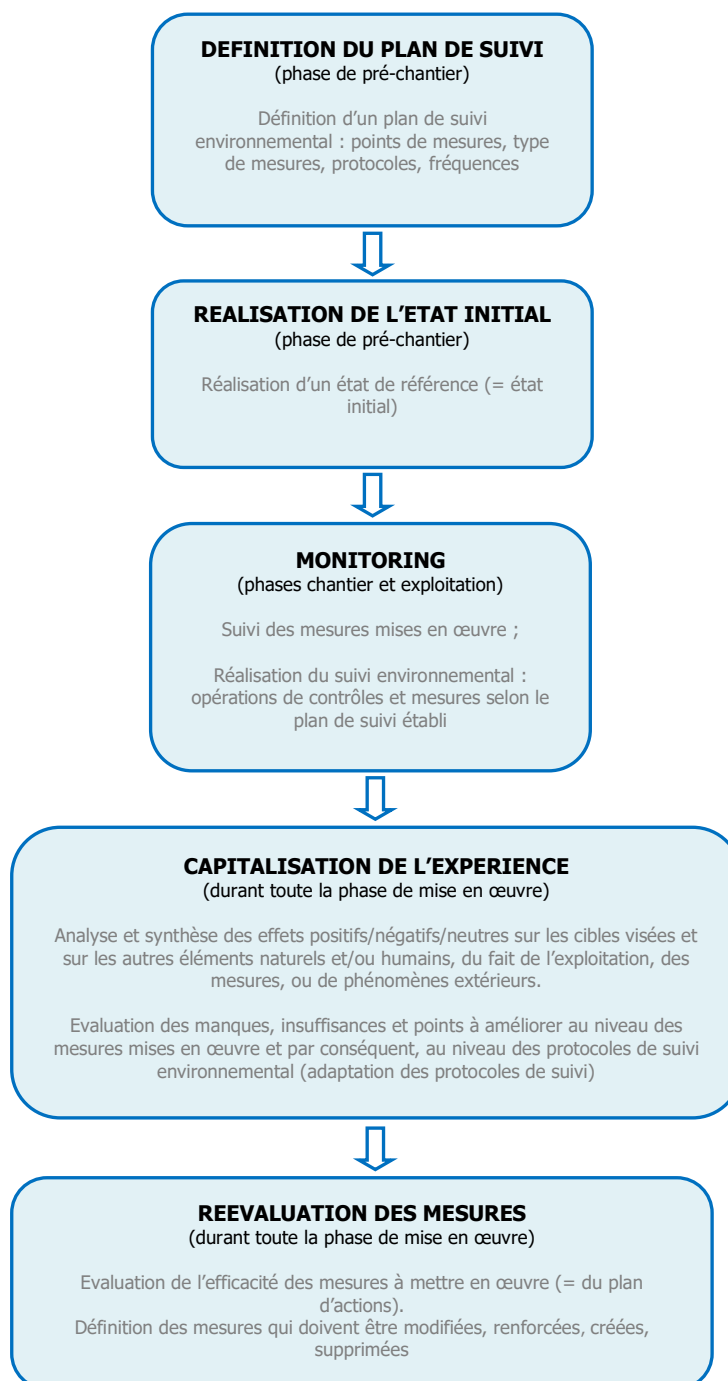 DEFINITION DU PLAN DE SUIVI
(phase de pré-chantier)
Définition d’un plan de suivi
environnemental : points de mesures, type
de mesures, protocoles, fréquences
REALISATION DE L’ETAT INITIAL
(phase de pré-chantier)
Réalisation d’un état de référence (= état
initial)
MONITORING
(phases chantier et exploitation)
Suivi des mesures mises en œuvre ;
Réalisation du suivi environnemental :
opérations de contrôles et mesures selon le
plan de suivi établi
CAPITALISATION DE L’EXPERIENCE
(durant toute la phase de mise en œuvre)
Analyse et synthèse des effets positifs/négatifs/neutres sur les cibles visées et
sur les autres éléments naturels et/ou humains, du fait de l’exploitation, des
mesures, ou de phénomènes extérieurs.
Evaluation des manques, insuffisances et points à améliorer au niveau des
mesures mises en œuvre et par conséquent, au niveau des protocoles de suivi
environnemental (adaptation des protocoles de suivi)
REEVALUATION DES MESURES
(durant toute la phase de mise en œuvre)
Evaluation de l’efficacité des mesures à mettre en œuvre (= du plan
d’actions).
Définition des mesures qui doivent être modifiées, renforcées, créées,
supprimées